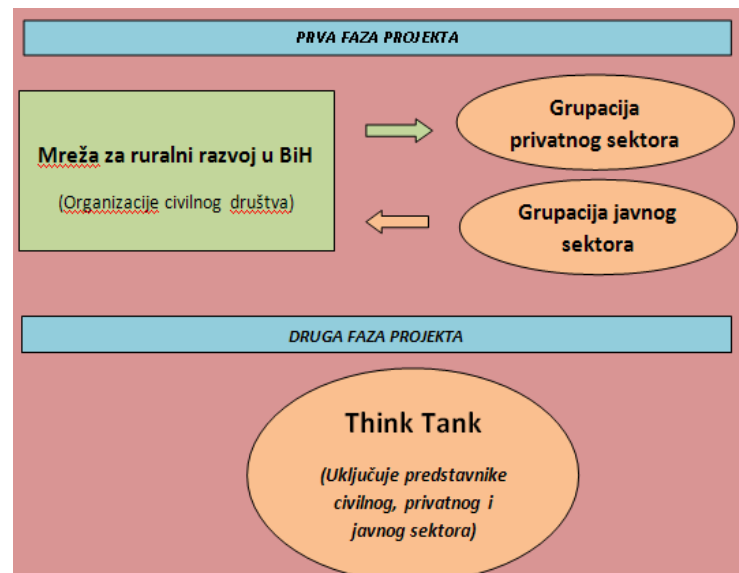 PRVA FAZA PROJEKTA
Mreža za ruralni razvoj u BiH
(Organizacije civilnog društva)
Grupacija
privatnog sektora
Grupacija javnog
sektora
DRUGA FAZA PROJEKTA
Think Tank
(Uključuje predstavnike
civilnog, privatnog i
javnog sektora)